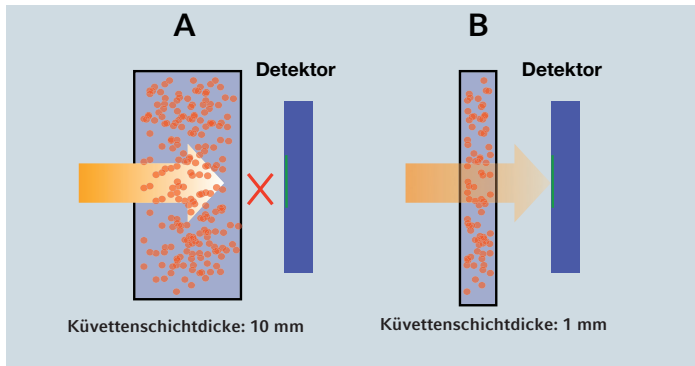 A
B
Detektor
Detektor
Küvettenschichtdicke: 10 mm
Küvettenschichtdicke: 1 mm